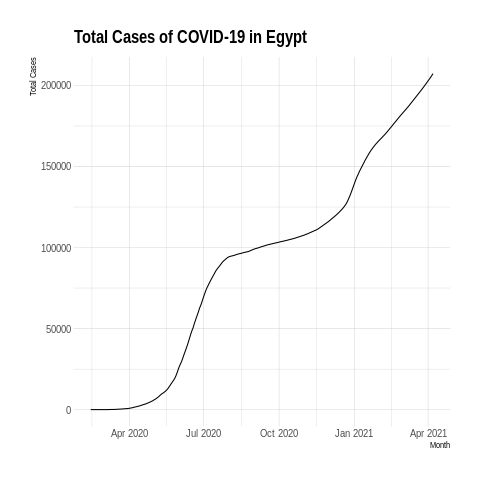 Total Cases of COVID-19 in Egypt
Total Cases
200000
150000
100000
50000
0
Apr 2020 Jul 2020 Oct 2020 Jan 2021 Apr 2021
Month